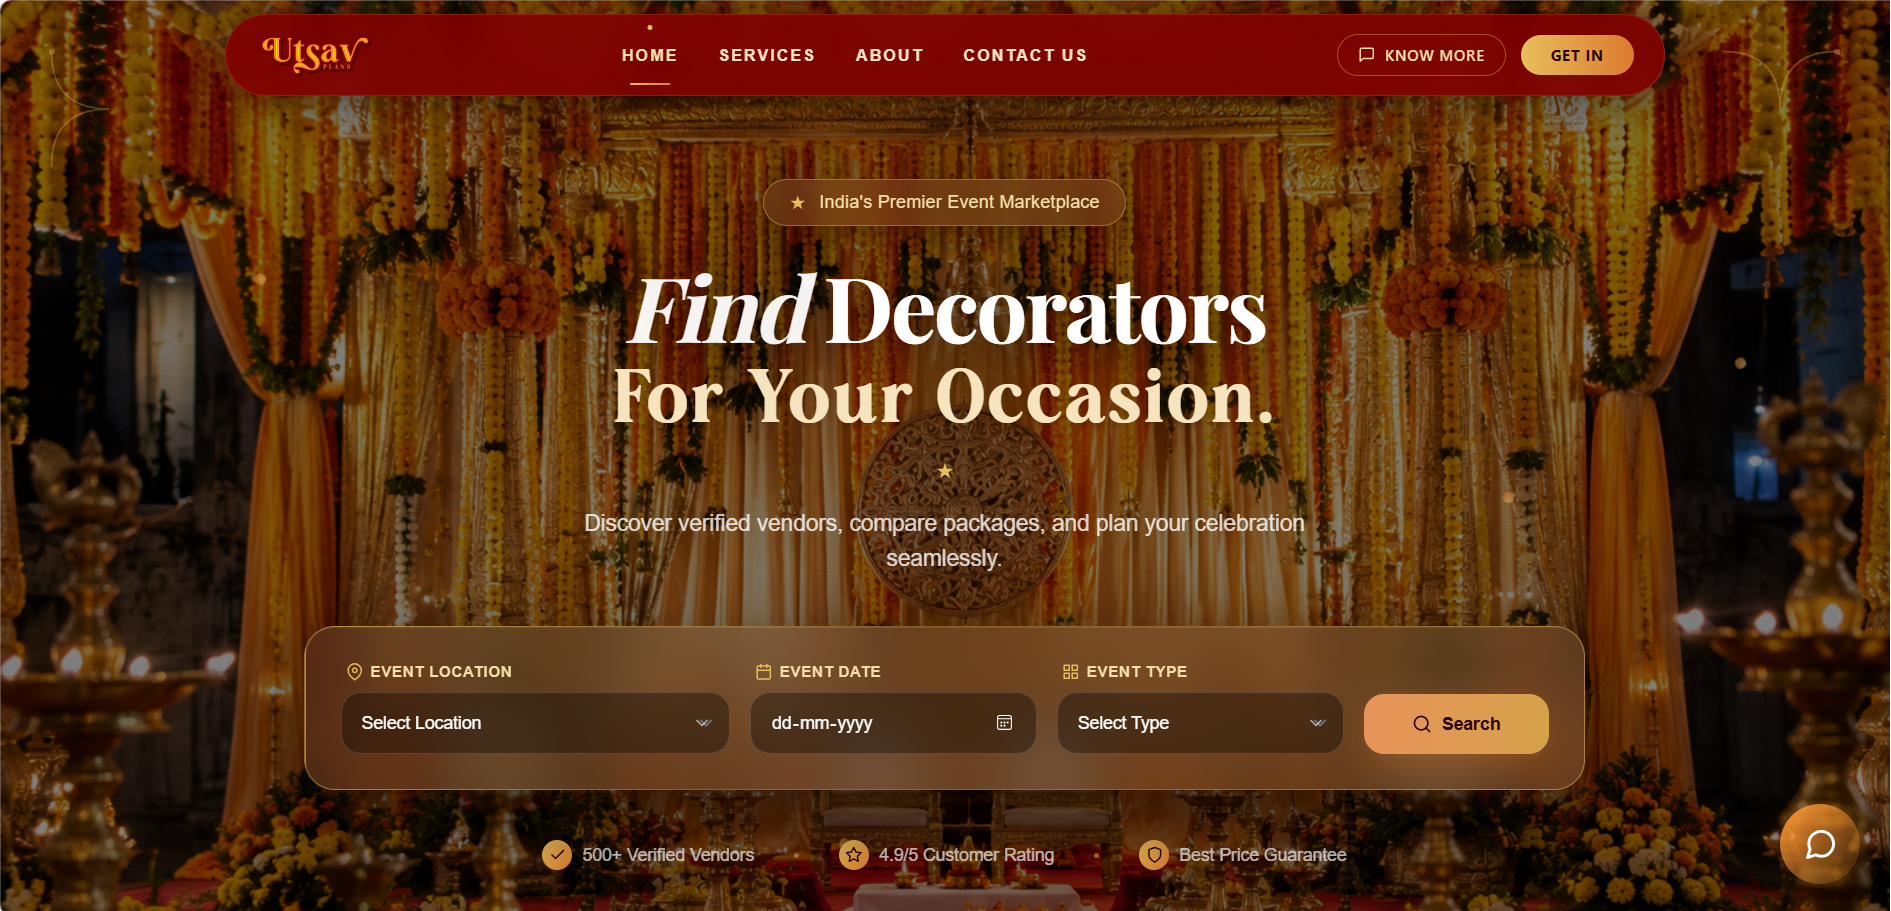 Utsav
PLANS
HOME
SERVICES
ABOUT
CONTACT US
KNOW MORE
GET IN
India's Premier Event Marketplace
Find Decorators
For Your Occasion.
Discover verified vendors, compare packages, and plan your celebration
seamlessly.
EVENT LOCATION
EVENT DATE
EVENT TYPE
Select Location
dd-mm-yyyy
Select Type
Search
500+ Verified Vendors
4.9/5 Customer Rating
Best Price Guarantee